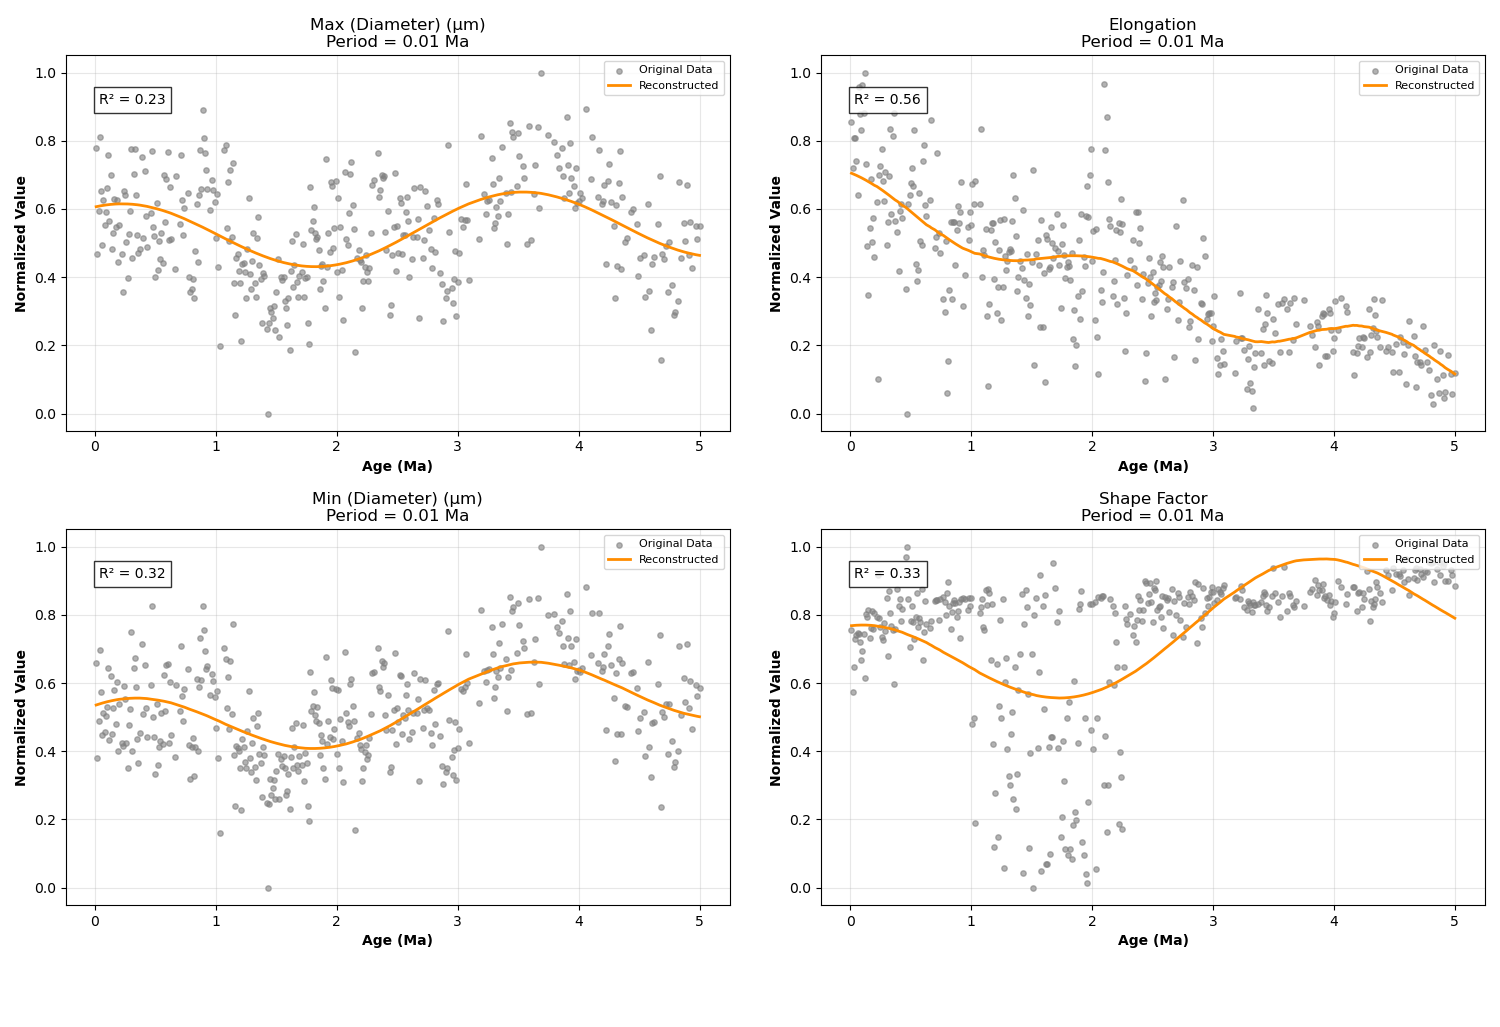 Max (Diameter) (μm)
Period = 0.01 Ma
R² = 0.23
Original Data
Reconstructed
1.0
0.8
0.6
0.4
0.2
0.0
Normalized Value
0 1 2 3 4 5
Age (Ma)
Elongation
Period = 0.01 Ma
R² = 0.56
Original Data
Reconstructed
1.0
0.8
0.6
0.4
0.2
0.0
Normalized Value
0 1 2 3 4 5
Age (Ma)
Min (Diameter) (μm)
Period = 0.01 Ma
R² = 0.32
Original Data
Reconstructed
1.0
0.8
0.6
0.4
0.2
0.0
Normalized Value
0 1 2 3 4 5
Age (Ma)
Shape Factor
Period = 0.01 Ma
R² = 0.33
Original Data
Reconstructed
1.0
0.8
0.6
0.4
0.2
0.0
Normalized Value
0 1 2 3 4 5
Age (Ma)